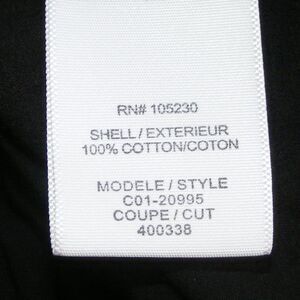 RN# 105230
SHELL / EXTERIEUR
100% COTTON/COTON
MODELE / STYLE
C01-20995
COUPE / CUT
400338